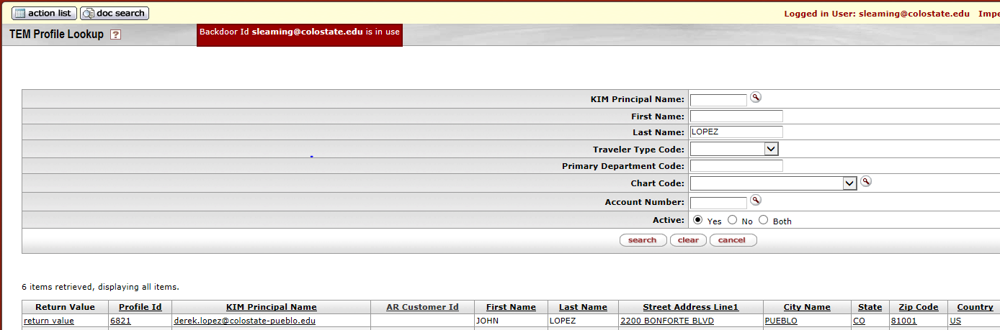 action list doc search Logged in User: sleaming@colostate.edu Impe
TEM Profile Lookup ? Backdoor Id sleaming@colostate.edu is in use
KIM Principal Name:
First Name:
Last Name: LOPEZ
Traveler Type Code:
Primary Department Code:
Chart Code:
Account Number:
Active: Yes No Both
search clear cancel
6 items retrieved, displaying all items.
Return Value Profile Id KIM Principal Name AR Customer Id First Name Last Name Street Address Line1 City Name State Zip Code Country
return value 6821 derek.lopez@colostate-pueblo.edu JOHN LOPEZ 2200 BONFORTE BLVD PUEBLO CO 81001 US